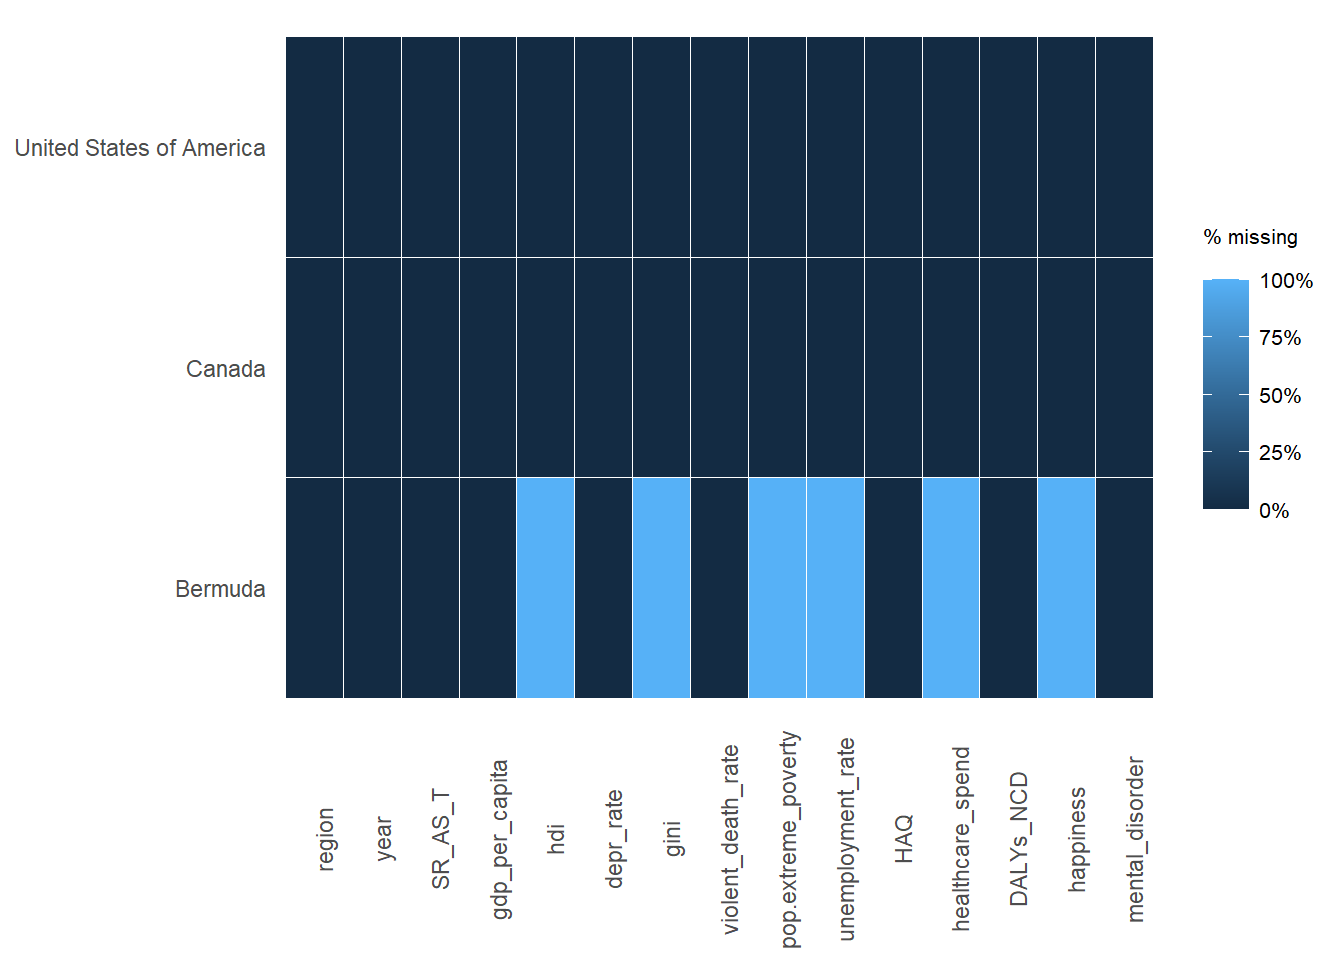 United States of America
Canada
Bermuda
% missing
100%
75%
50%
25%
0%
region
year
SR_AS_T
gdp_per_capita
hdi
depr_rate
gini
violent_death_rate
pop.extreme_poverty
unemployment_rate
HAQ
healthcare_spend
DALYs_NCD
happiness
mental_disorder